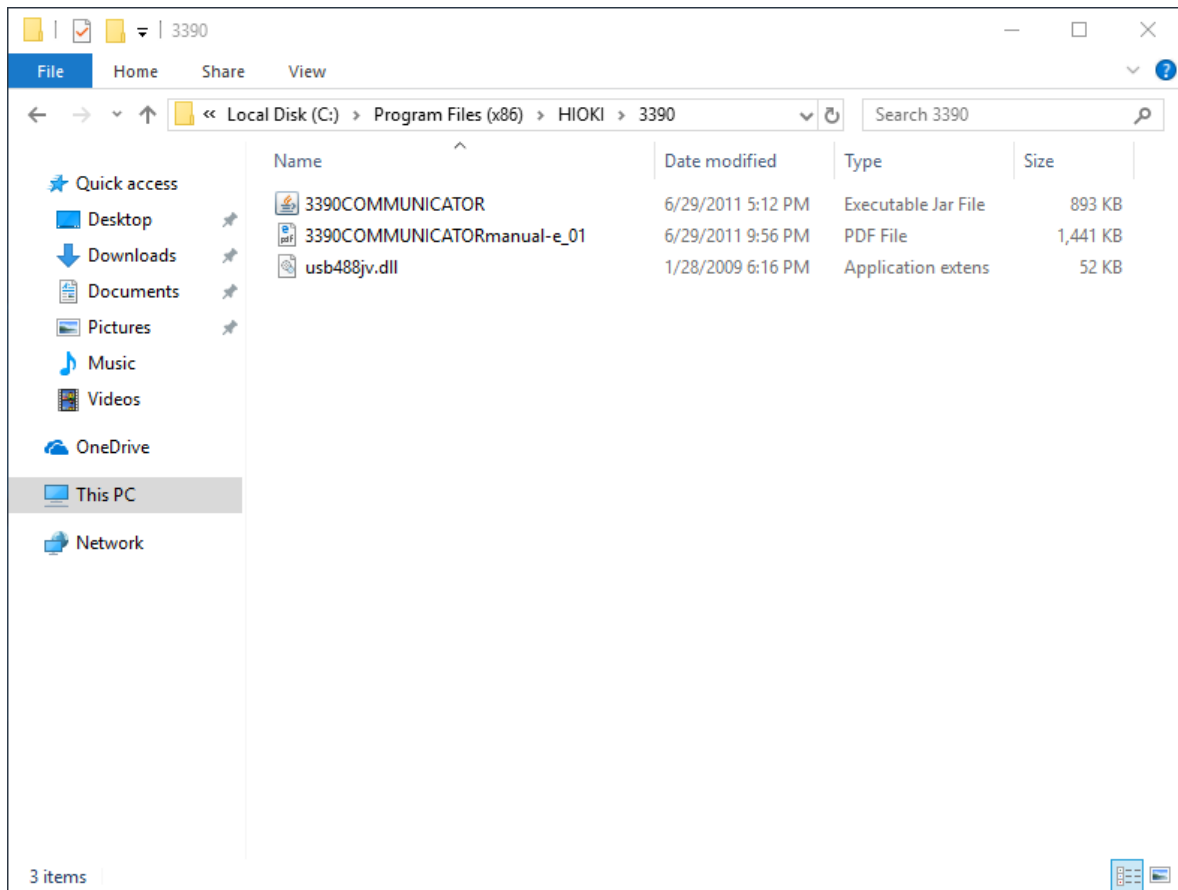 3390
File Home Share View
« Local Disk (C:) > Program Files (x86) > HIOKI > 3390 Search 3390
Name Date modified Type Size
Quick access
Desktop
Downloads
Documents
Pictures
Music
Videos
OneDrive
This PC
Network
3390COMMUNICATOR 6/29/2011 5:12 PM Executable Jar File 893 KB
3390COMMUNICATORmanual-e_01 6/29/2011 9:56 PM PDF File 1,441 KB
usb488jv.dll 1/28/2009 6:16 PM Application extens 52 KB
3 items